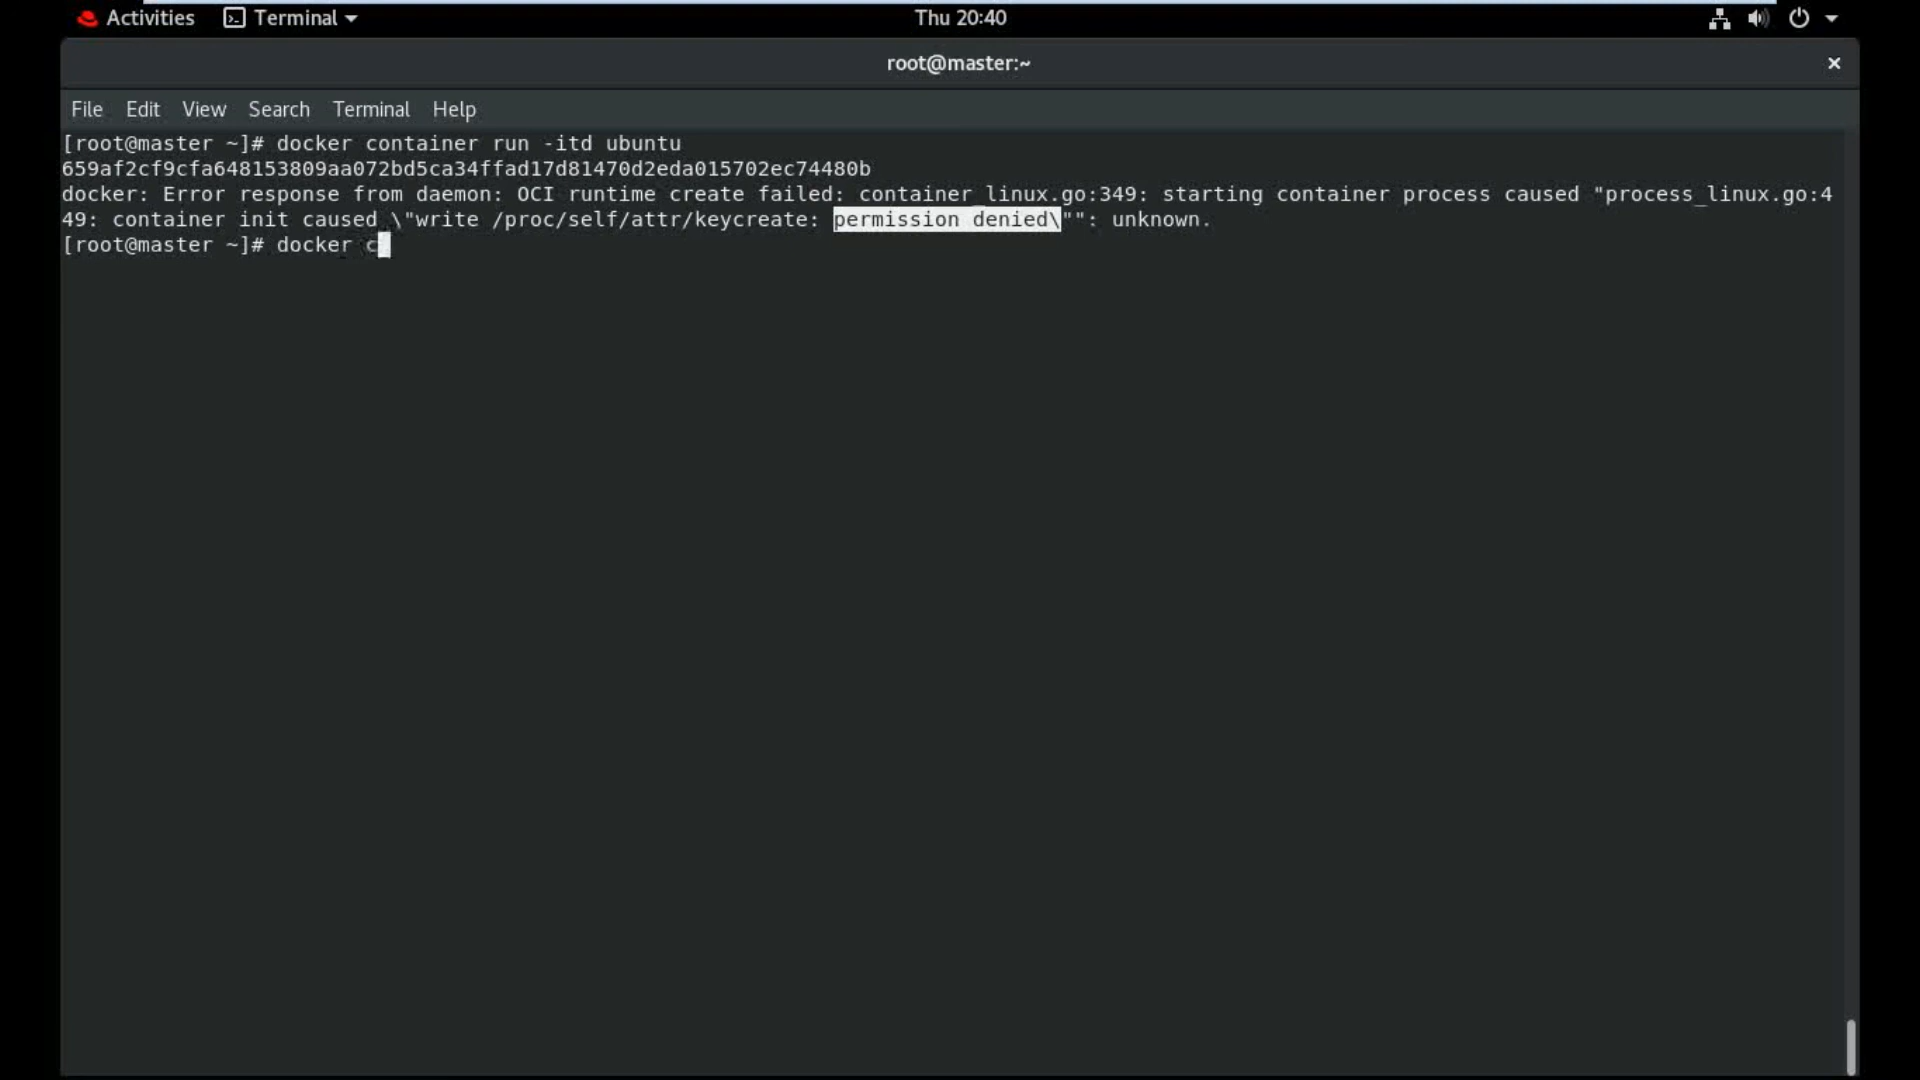 Activities Terminal Thu 20:40
root@master:~ ×
File Edit View Search Terminal Help
[root@master ~]# docker container run -itd ubuntu
659af2cf9cfa648153809aa072bd5ca34ffad17d81470d2eda015702ec74480b
docker: Error response from daemon: OCI runtime create failed: container_linux.go:349: starting container process caused "process_linux.go:4
49: container init caused \"write /proc/self/attr/keycreate: permission denied\"": unknown.
[root@master ~]# docker c